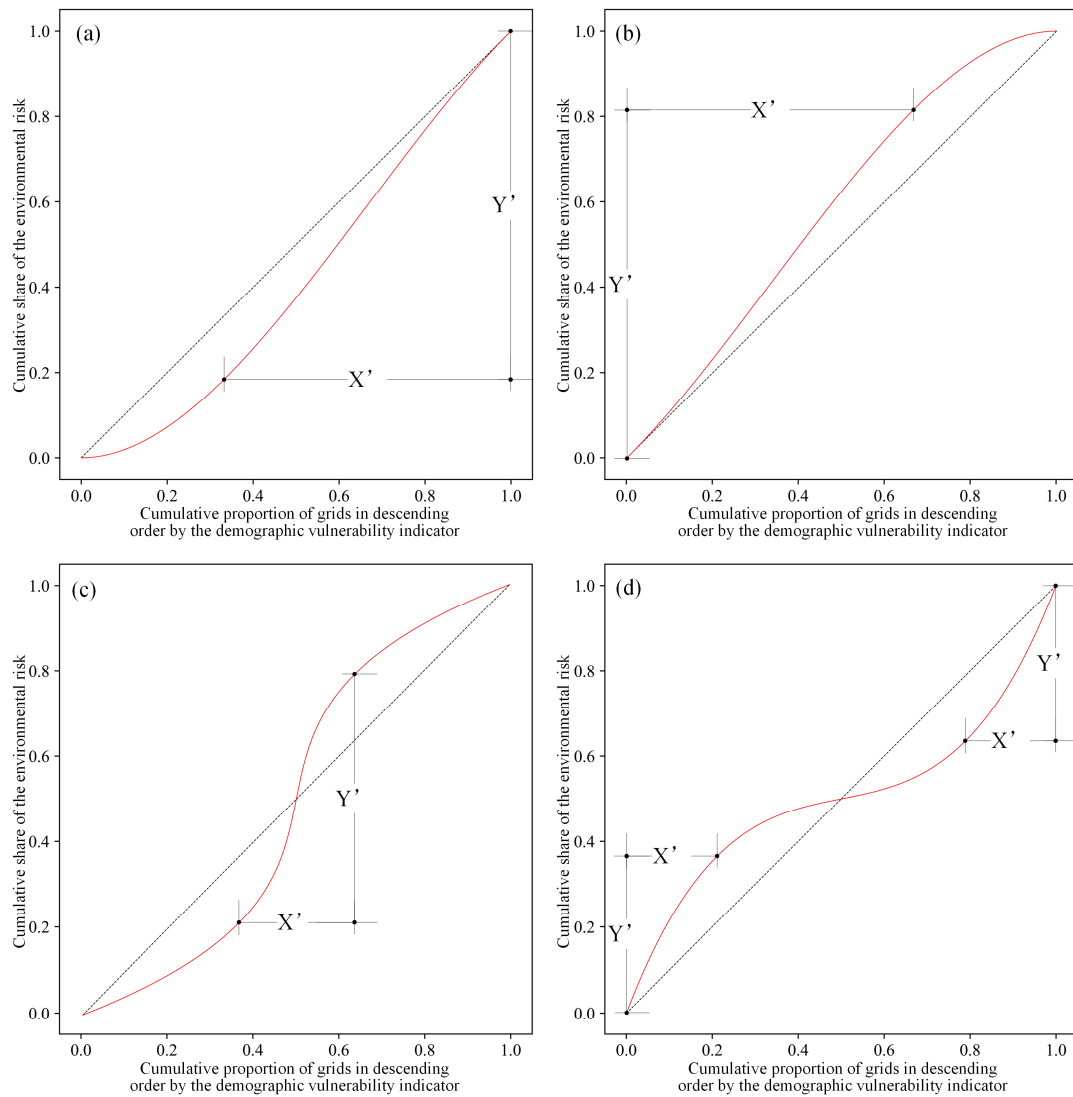 (a)
Cumulative share of the environmental risk
1.0
0.8
0.6
0.4
0.2
0.0
Y’
X’
0.0 0.2 0.4 0.6 0.8 1.0
Cumulative proportion of grids in descending
order by the demographic vulnerability indicator
(b)
Cumulative share of the environmental risk
1.0
0.8
0.6
0.4
0.2
0.0
X’
Y’
0.0 0.2 0.4 0.6 0.8 1.0
Cumulative proportion of grids in descending
order by the demographic vulnerability indicator
(c)
Cumulative share of the environmental risk
1.0
0.8
0.6
0.4
0.2
0.0
Y’
X’
0.0 0.2 0.4 0.6 0.8 1.0
Cumulative proportion of grids in descending
order by the demographic vulnerability indicator
(d)
Cumulative share of the environmental risk
1.0
0.8
0.6
0.4
0.2
0.0
Y’
X’
X’
Y’
0.0 0.2 0.4 0.6 0.8 1.0
Cumulative proportion of grids in descending
order by the demographic vulnerability indicator